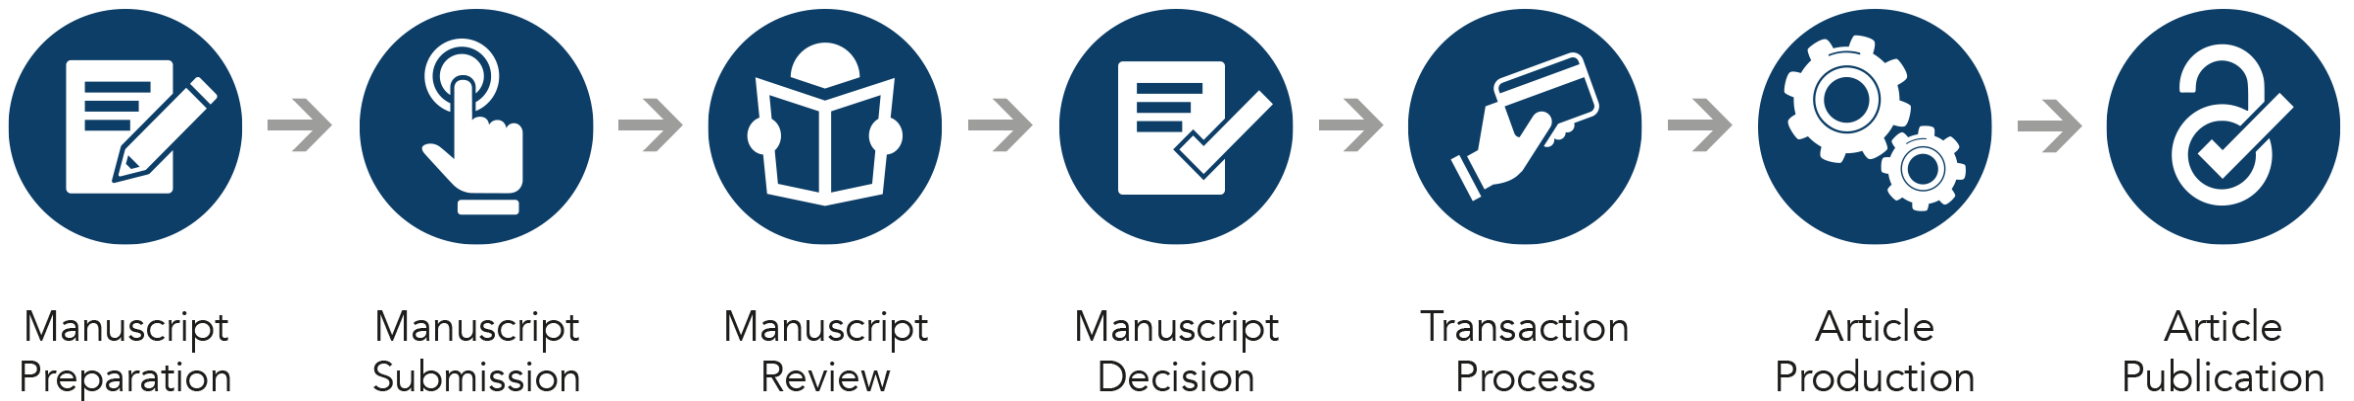 Manuscript
Preparation
Manuscript
Submission
Manuscript
Review
Manuscript
Decision
Transaction
Process
Article
Production
Article
Publication